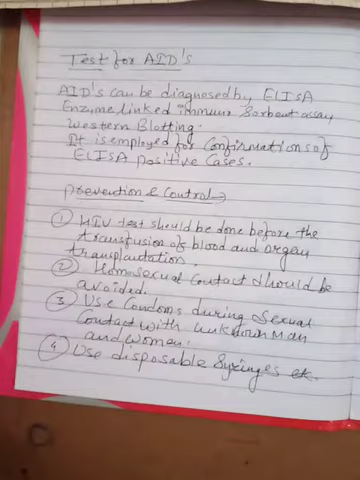 Test for AID's
AID's can be diagnosed by ELISA
Enzyme linked immuno Sorbent assay
Western Blotting.
It is employed for Confirmations of
ELISA positive Cases.
Prevention & Control→
① HIV test should be done before the
transfusion of blood and organ
transplantation.
② Homosexual Contact should be
avoided.
③ Use Condoms during sexual
Contact with unknown Man
and women.
④ Use disposable Syringes etc.